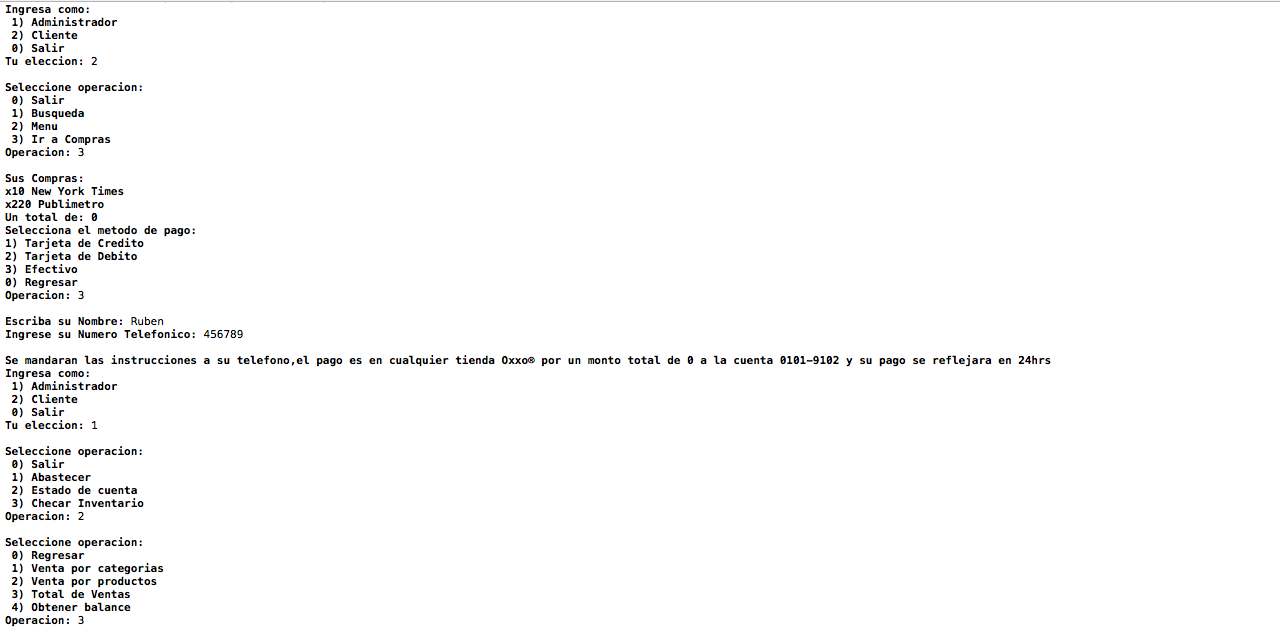 Ingresa como:
1) Administrador
2) Cliente
0) Salir
Tu eleccion: 2
Seleccione operacion:
0) Salir
1) Busqueda
2) Menu
3) Ir a Compras
Operacion: 3
Sus Compras:
x10 New York Times
x220 Publimetro
Un total de: 0
Selecciona el metodo de pago:
1) Tarjeta de Credito
2) Tarjeta de Debito
3) Efectivo
0) Regresar
Operacion: 3
Escriba su Nombre: Ruben
Ingrese su Numero Telefonico: 456789
Se mandaran las instrucciones a su telefono,el pago es en cualquier tienda Oxxo® por un monto total de 0 a la cuenta 0101-9102 y su pago se reflejara en 24hrs
Ingresa como:
1) Administrador
2) Cliente
0) Salir
Tu eleccion: 1
Seleccione operacion:
0) Salir
1) Abastecer
2) Estado de cuenta
3) Checar Inventario
Operacion: 2
Seleccione operacion:
0) Regresar
1) Venta por categorias
2) Venta por productos
3) Total de Ventas
4) Obtener balance
Operacion: 3